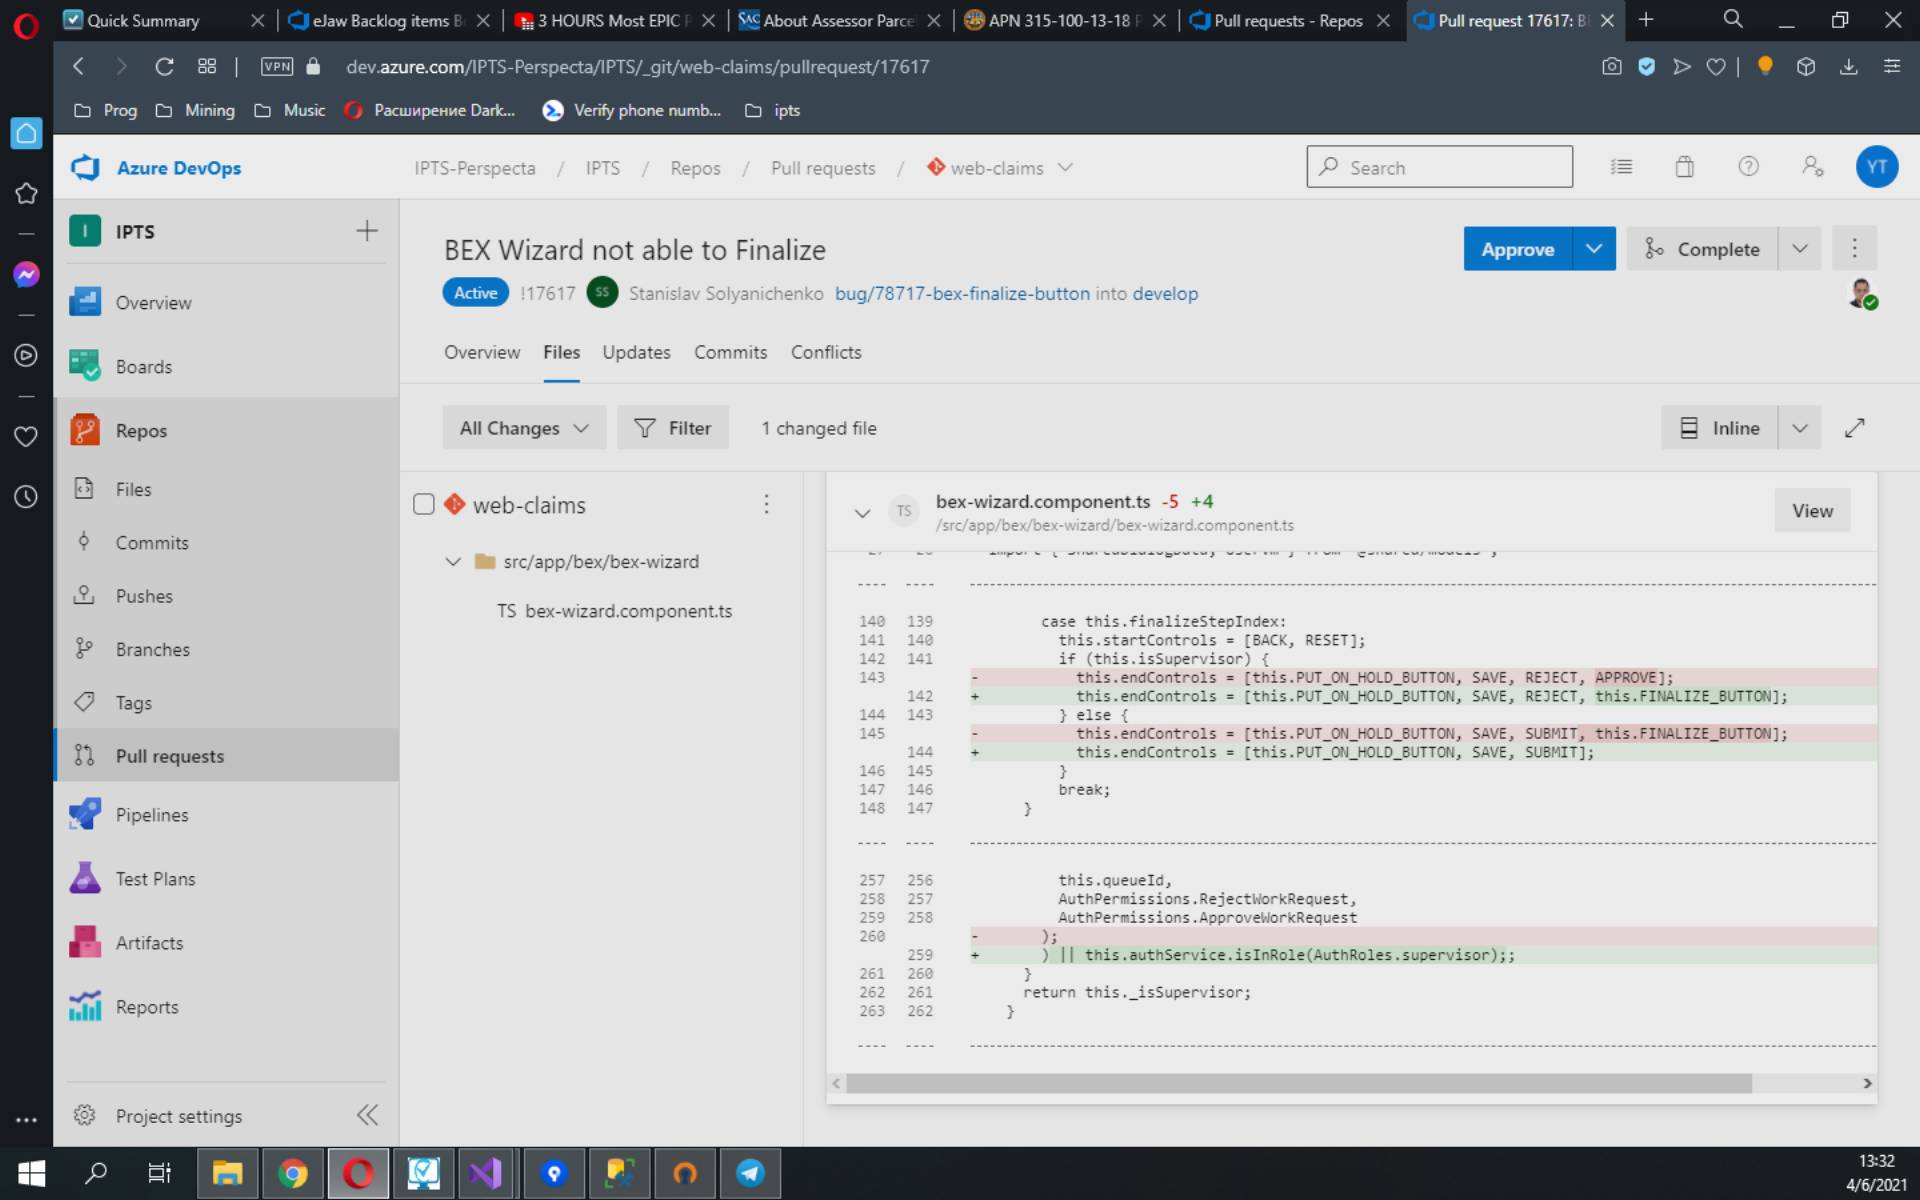 Quick Summary
eJaw Backlog items B
3 HOURS Most EPIC P
SAC About Assessor Parce
APN 315-100-13-18 P
Pull requests - Repos
Pull request 17617: B
VPN dev.azure.com/IPTS-Perspecta/IPTS/_git/web-claims/pullrequest/17617
Prog Mining Music Расширение Dark... Verify phone numb... ipts
Azure DevOps IPTS-Perspecta / IPTS / Repos / Pull requests / web-claims Search YT
I IPTS
Overview
Boards
Repos
Files
Commits
Pushes
Branches
Tags
Pull requests
Pipelines
Test Plans
Artifacts
Reports
Project settings
BEX Wizard not able to Finalize
Approve Complete
Active !17617 SS Stanislav Solyanichenko bug/78717-bex-finalize-button into develop
Overview Files Updates Commits Conflicts
All Changes Filter 1 changed file Inline
web-claims
src/app/bex/bex-wizard
TS bex-wizard.component.ts
TS bex-wizard.component.ts -5 +4 View
/src/app/bex/bex-wizard/bex-wizard.component.ts
140 139 case this.finalizeStepIndex:
141 140 this.startControls = [BACK, RESET];
142 141 if (this.isSupervisor) {
143 - this.endControls = [this.PUT_ON_HOLD_BUTTON, SAVE, REJECT, APPROVE];
142 + this.endControls = [this.PUT_ON_HOLD_BUTTON, SAVE, REJECT, this.FINALIZE_BUTTON];
144 143 } else {
145 - this.endControls = [this.PUT_ON_HOLD_BUTTON, SAVE, SUBMIT, this.FINALIZE_BUTTON];
144 + this.endControls = [this.PUT_ON_HOLD_BUTTON, SAVE, SUBMIT];
146 145 }
147 146 break;
148 147 }
257 256 this.queueId,
258 257 AuthPermissions.RejectWorkRequest,
259 258 AuthPermissions.ApproveWorkRequest
260 - );
259 + ) || this.authService.isInRole(AuthRoles.supervisor);;
261 260 }
262 261 return this._isSupervisor;
263 262 }
13:32
4/6/2021